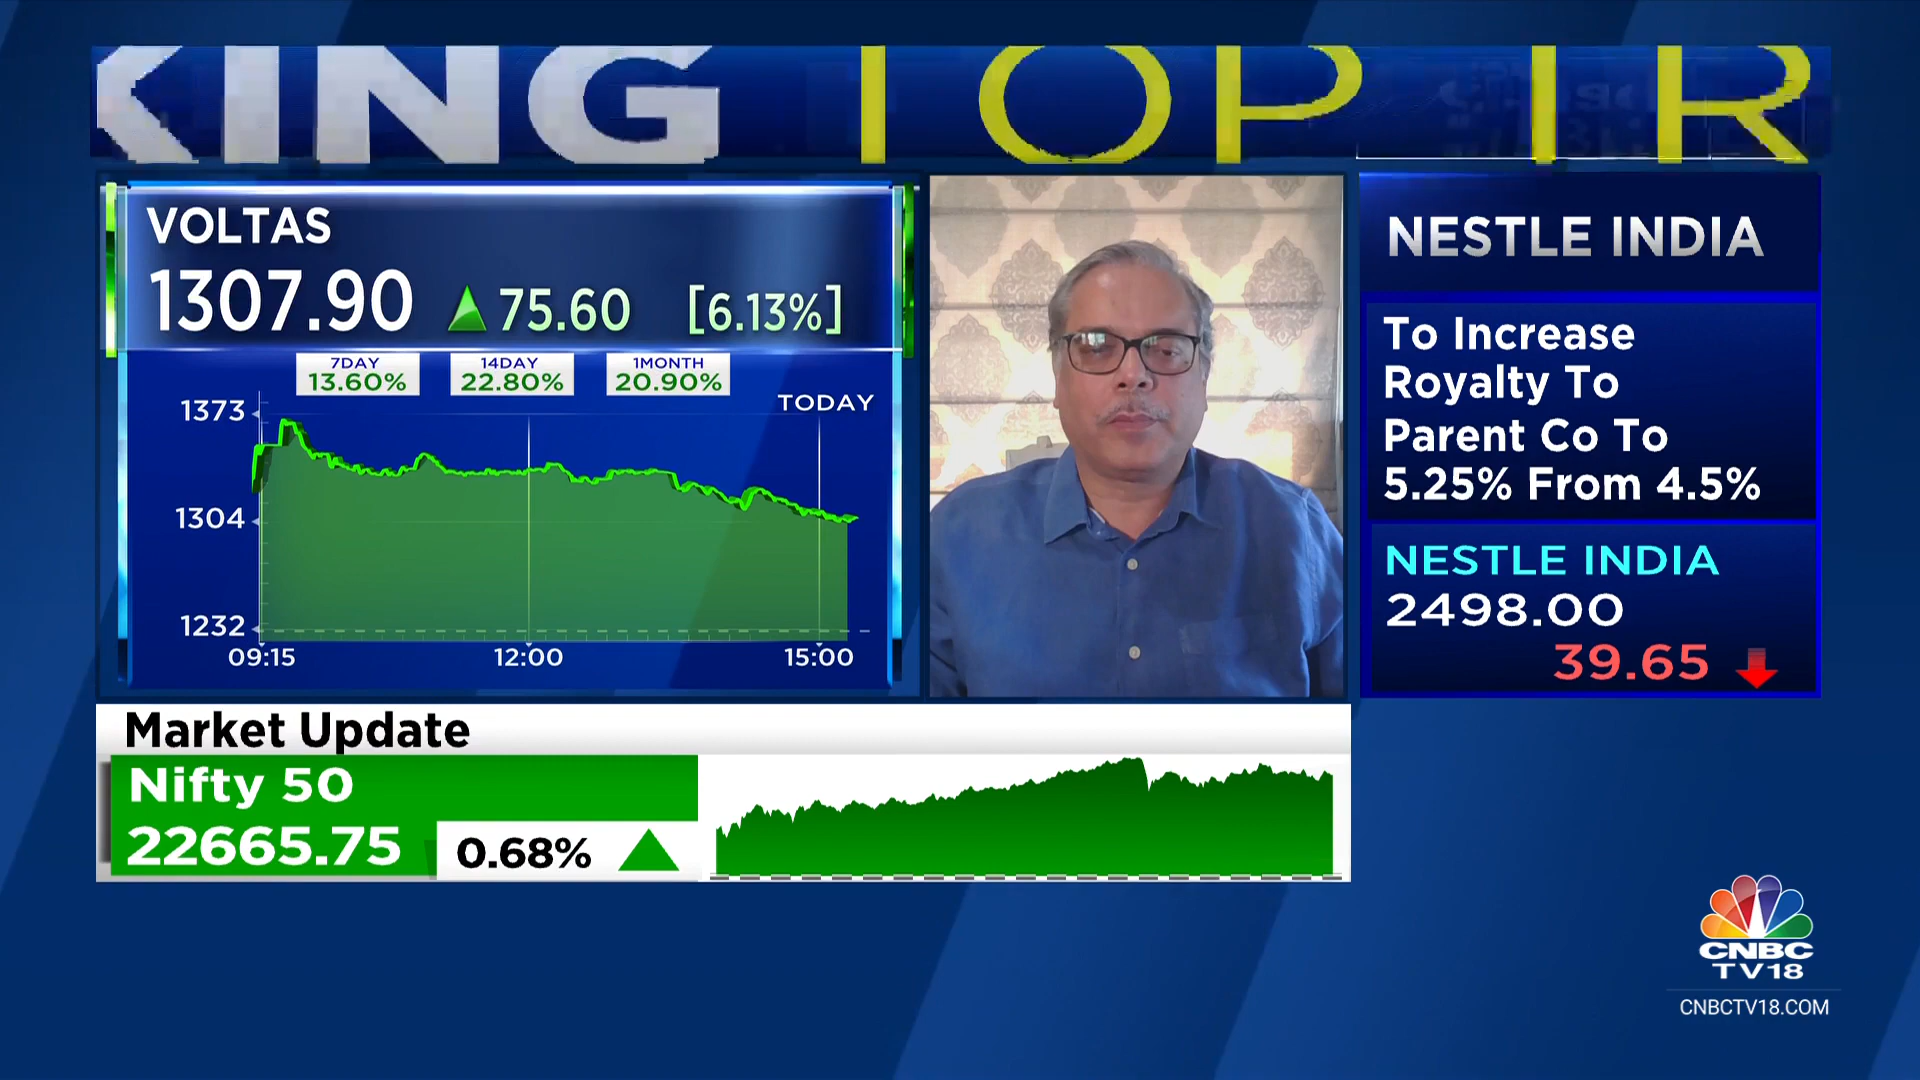 KING TOP TR
VOLTAS
1307.90 75.60 [6.13%]
7DAY
13.60%
14DAY
22.80%
1MONTH
20.90%
TODAY
1373
1304
1232
09:15 12:00 15:00
NESTLE INDIA
To Increase
Royalty To
Parent Co To
5.25% From 4.5%
NESTLE INDIA
2498.00
39.65
Market Update
Nifty 50
22665.75
0.68%
CNBC
TV18
CNBCTV18.COM